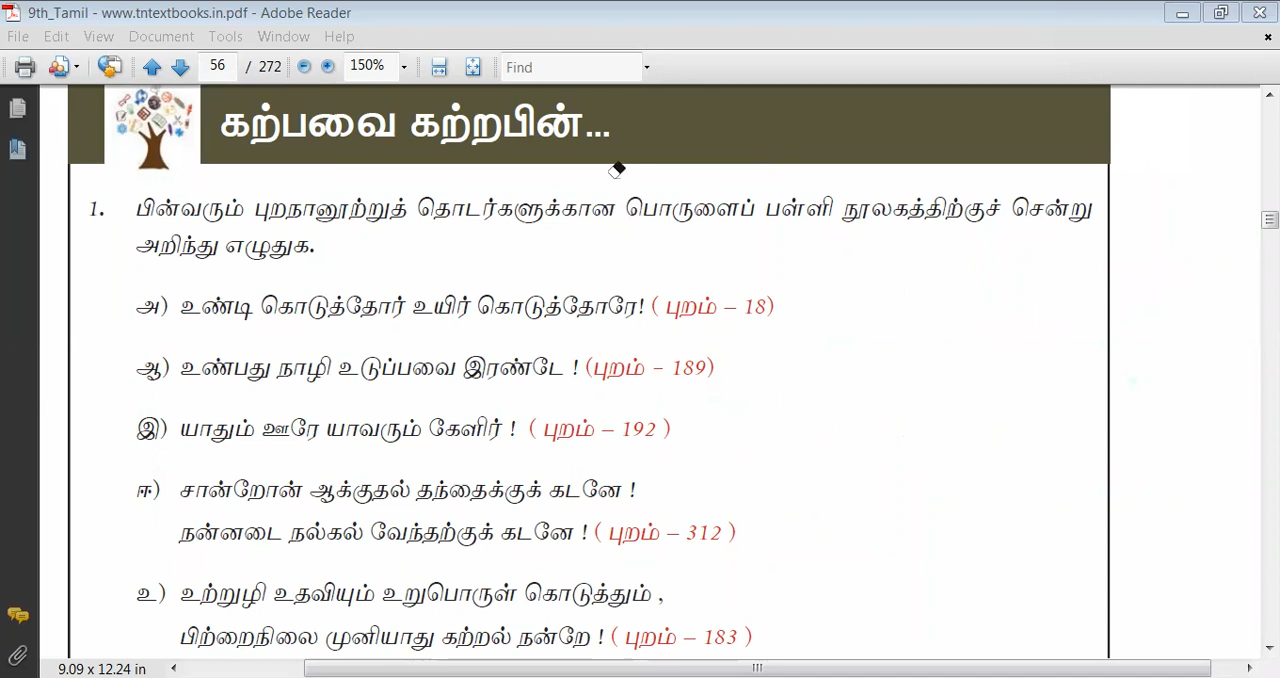 9th_Tamil - www.tntextbooks.in.pdf - Adobe Reader
File Edit View Document Tools Window Help
56 / 272 150% Find
கற்பவை கற்றபின்...
1. பின்வரும் புறநானூற்றுத் தொடர்களுக்கான பொருளைப் பள்ளி நூலகத்திற்குச் சென்று
அறிந்து எழுதுக.
அ) உண்டி கொடுத்தோர் உயிர் கொடுத்தோரே! ( புறம் – 18)
ஆ) உண்பது நாழி உடுப்பவை இரண்டே ! (புறம் – 189)
இ) யாதும் ஊரே யாவரும் கேளிர் ! ( புறம் – 192 )
ஈ) சான்றோன் ஆக்குதல் தந்தைக்குக் கடனே !
நன்னடை நல்கல் வேந்தற்குக் கடனே ! ( புறம் – 312 )
உ) உற்றுழி உதவியும் உறுபொருள் கொடுத்தும் ,
பிற்றைநிலை முனியாது கற்றல் நன்றே ! ( புறம் – 183 )
9.09 x 12.24 in